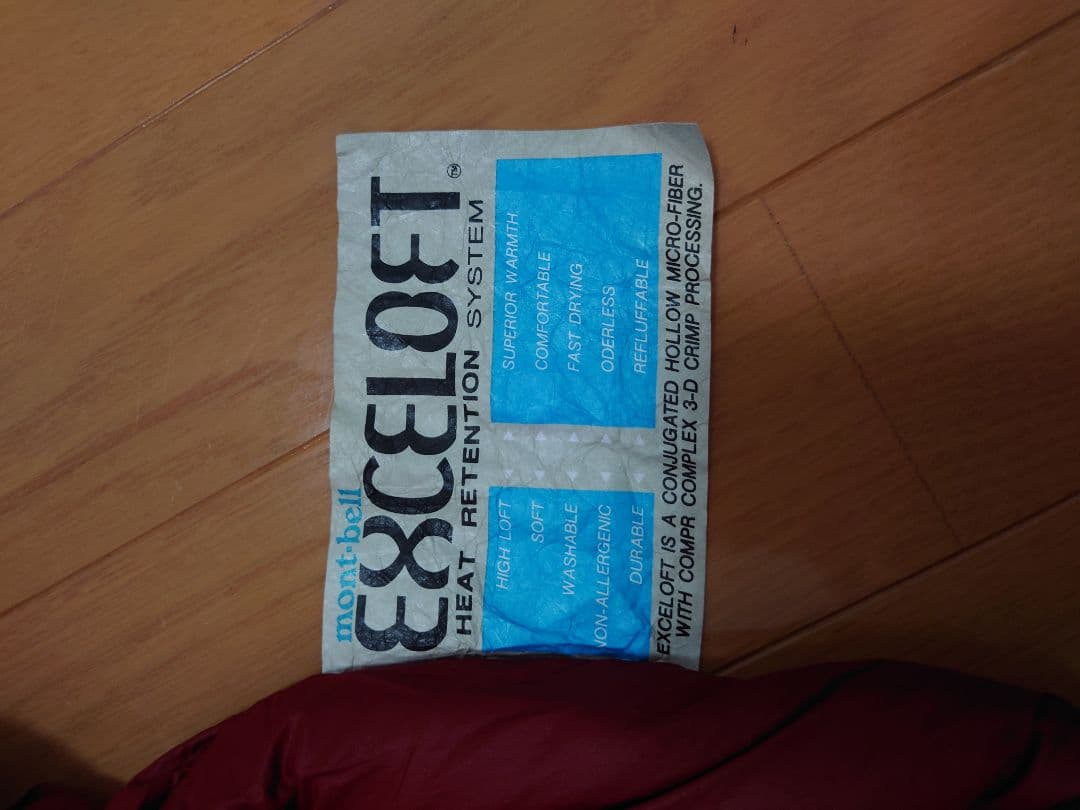 mont-bell
EXCELOFT™
HEAT RETENTION SYSTEM
HIGH LOFT
SOFT
WASHABLE
NON-ALLERGENIC
DURABLE
SUPERIOR WARMTH
COMFORTABLE
FAST DRYING
ODERLESS
REFLUFFABLE
EXCELOFT IS A CONJUGATED HOLLOW MICRO-FIBER
WITH COMPR COMPLEX 3-D CRIMP PROCESSING.